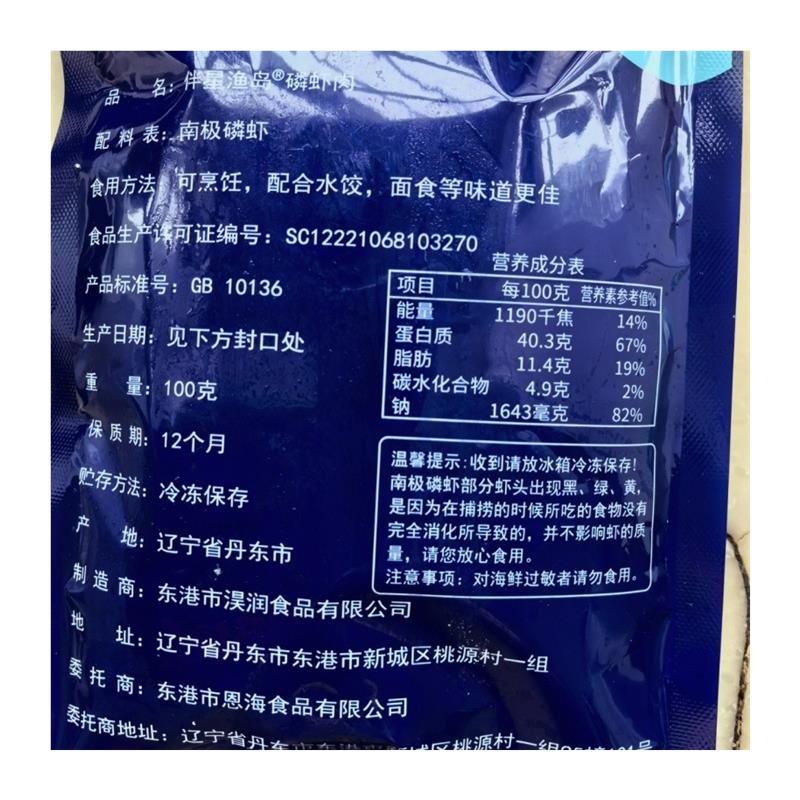 品 名：伴星渔岛®磷虾肉
配 料 表：南极磷虾
食用方法：可烹饪，配合水饺，面食等味道更佳
食品生产许可证编号：SC12221068103270
产品标准号：GB 10136
生产日期：见下方封口处
重 量：100克
保 质 期：12个月
贮存方法：冷冻保存
产 地：辽宁省丹东市
制 造 商：东港市淏润食品有限公司
地 址：辽宁省丹东市东港市新城区桃源村一组
委 托 商：东港市恩海食品有限公司
委托商地址：辽宁省丹东市东港市新城区桃源村一组
营养成分表
项目 每100克 营养素参考值%
能量 1190千焦 14%
蛋白质 40.3克 67%
脂肪 11.4克 19%
碳水化合物 4.9克 2%
钠 1643毫克 82%
温馨提示：收到请放冰箱冷冻保存！
南极磷虾部分虾头出现黑、绿、黄，
是因为在捕捞的时候所吃的食物没有
完全消化所导致的，并不影响虾的质
量，请您放心食用。
注意事项：对海鲜过敏者请勿食用。